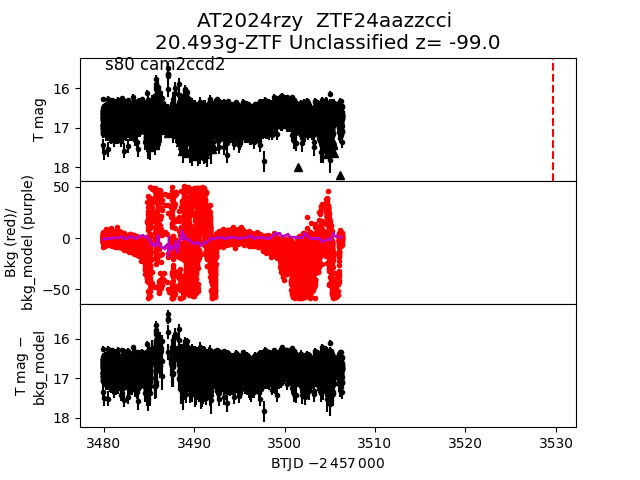 AT2024rzy  ZTF24aazzcci
20.493g-ZTF Unclassified z= -99.0
s80 cam2ccd2
T mag
16
17
18
Bkg (red)/
bkg_model (purple)
50
0
−50
T mag −
bkg_model
16
17
18
3480 3490 3500 3510 3520 3530
BTJD −2 457 000